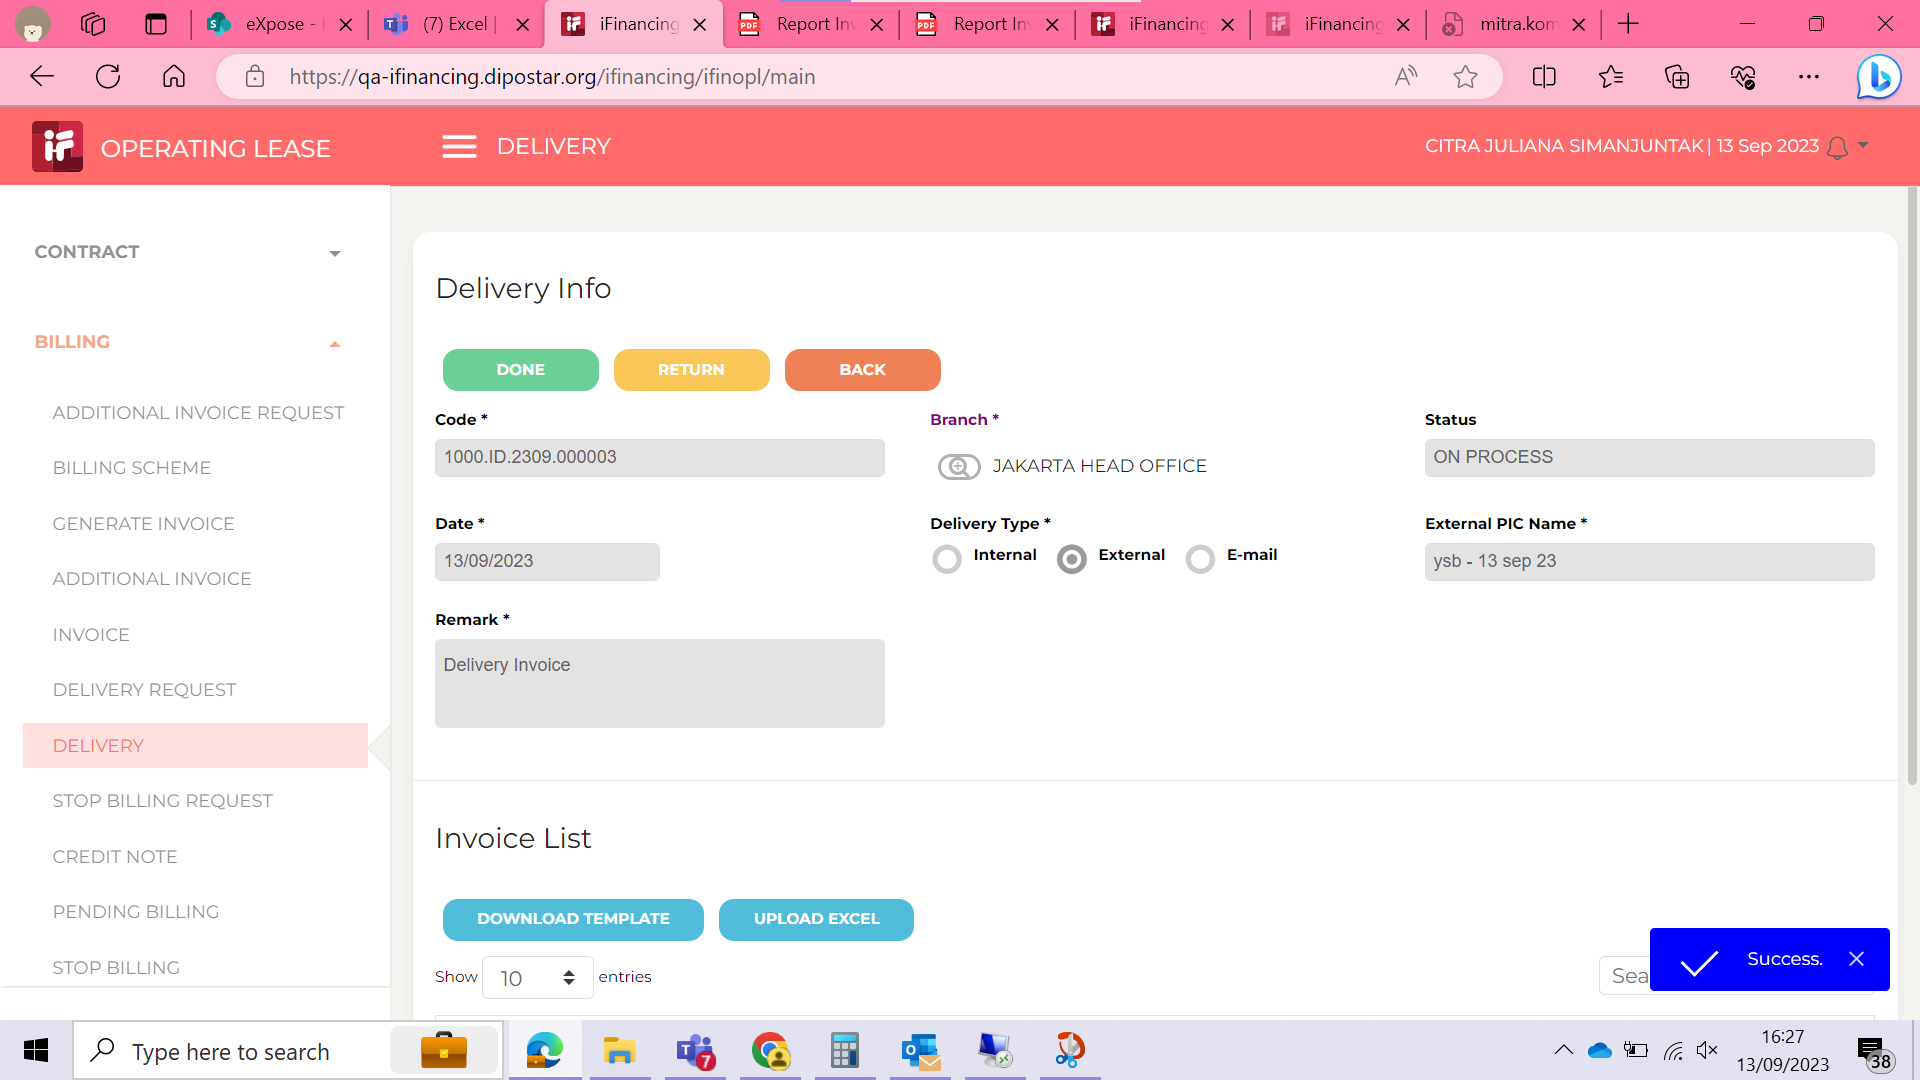 eXpose -
(7) Excel |
iFinancing
Report Inv
Report Inv
iFinancing
iFinancing
mitra.kom
https://qa-ifinancing.dipostar.org/ifinancing/ifinopl/main
iF OPERATING LEASE
DELIVERY
CITRA JULIANA SIMANJUNTAK | 13 Sep 2023
CONTRACT
BILLING
ADDITIONAL INVOICE REQUEST
BILLING SCHEME
GENERATE INVOICE
ADDITIONAL INVOICE
INVOICE
DELIVERY REQUEST
DELIVERY
STOP BILLING REQUEST
CREDIT NOTE
PENDING BILLING
STOP BILLING
Delivery Info
DONE
RETURN
BACK
Code *
1000.ID.2309.000003
Branch *
JAKARTA HEAD OFFICE
Status
ON PROCESS
Date *
13/09/2023
Delivery Type *
Internal
External
E-mail
External PIC Name *
ysb - 13 sep 23
Remark *
Delivery Invoice
Invoice List
DOWNLOAD TEMPLATE
UPLOAD EXCEL
Show 10 entries
Sea
Success.
Type here to search
7
16:27
13/09/2023
38